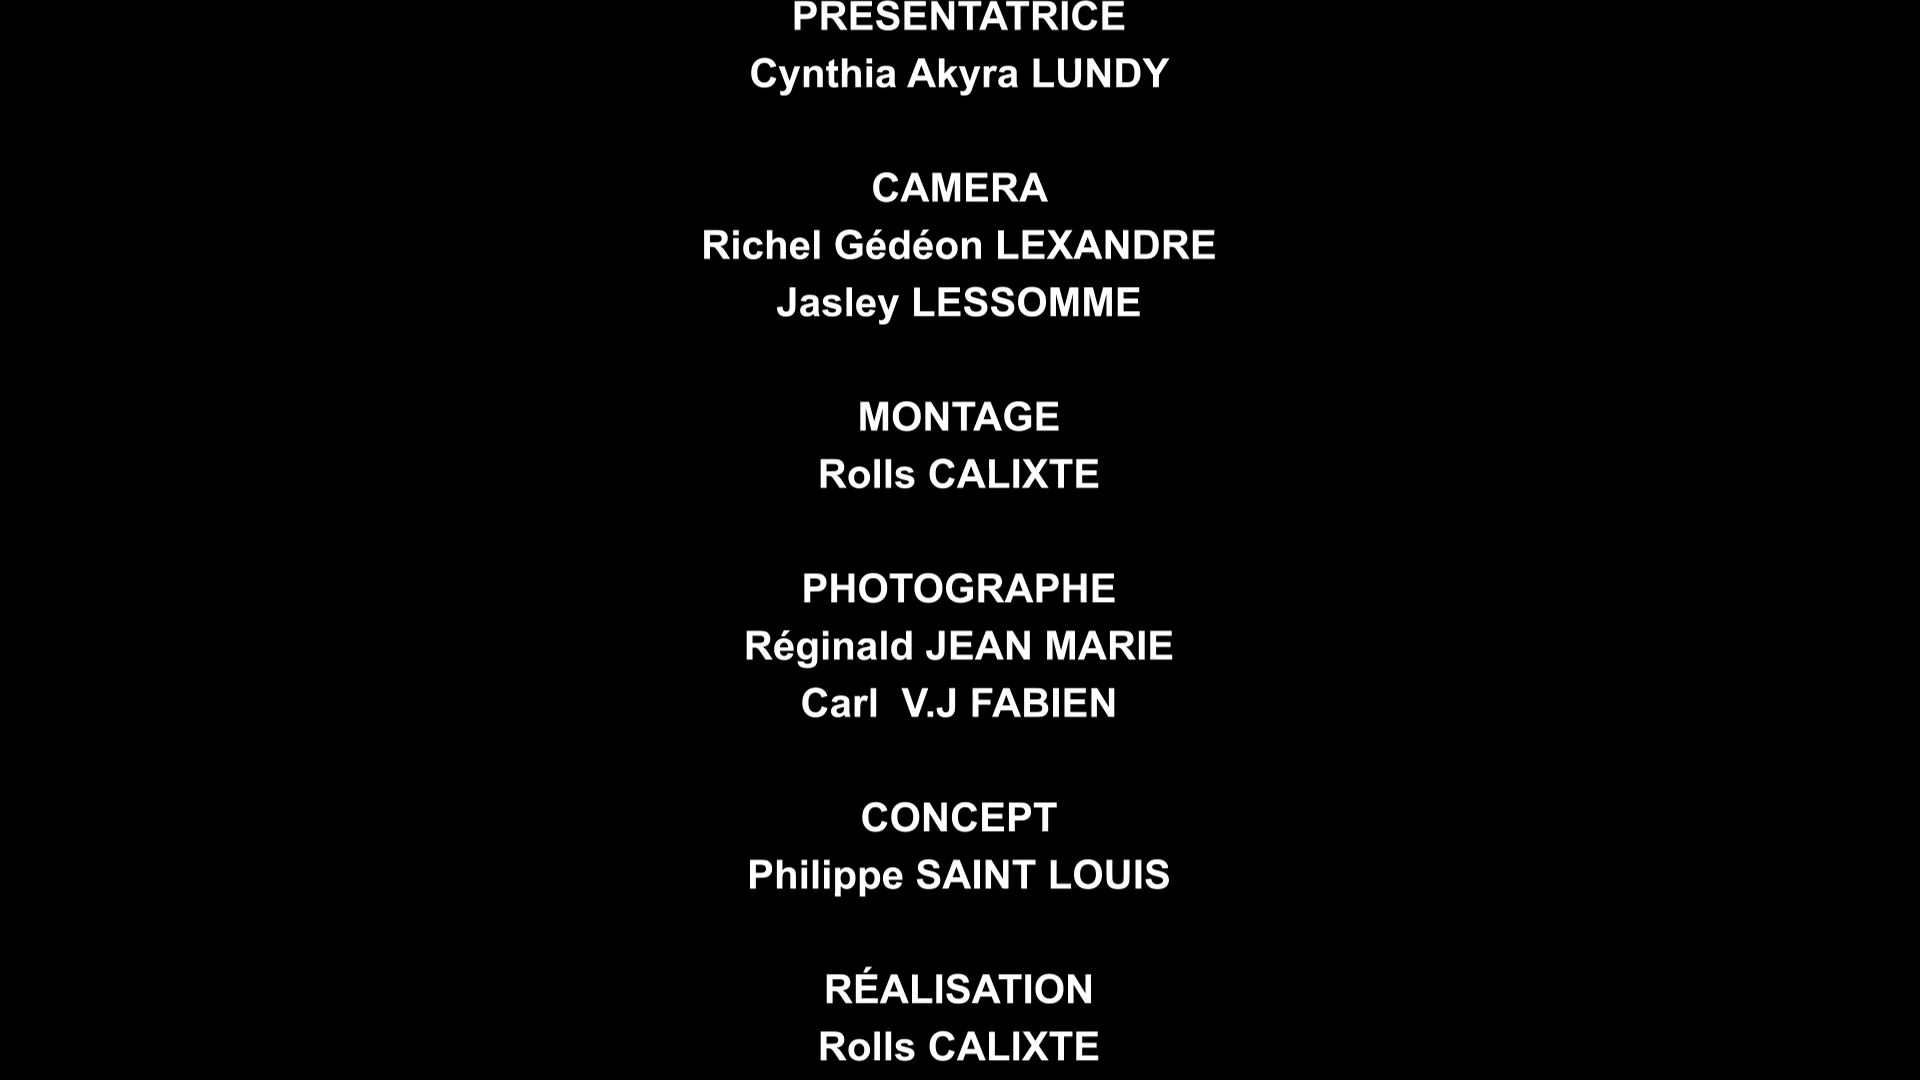 PRESENTATRICE
Cynthia Akyra LUNDY
CAMERA
Richel Gédéon LEXANDRE
Jasley LESSOMME
MONTAGE
Rolls CALIXTE
PHOTOGRAPHE
Réginald JEAN MARIE
Carl  V.J FABIEN
CONCEPT
Philippe SAINT LOUIS
RÉALISATION
Rolls CALIXTE